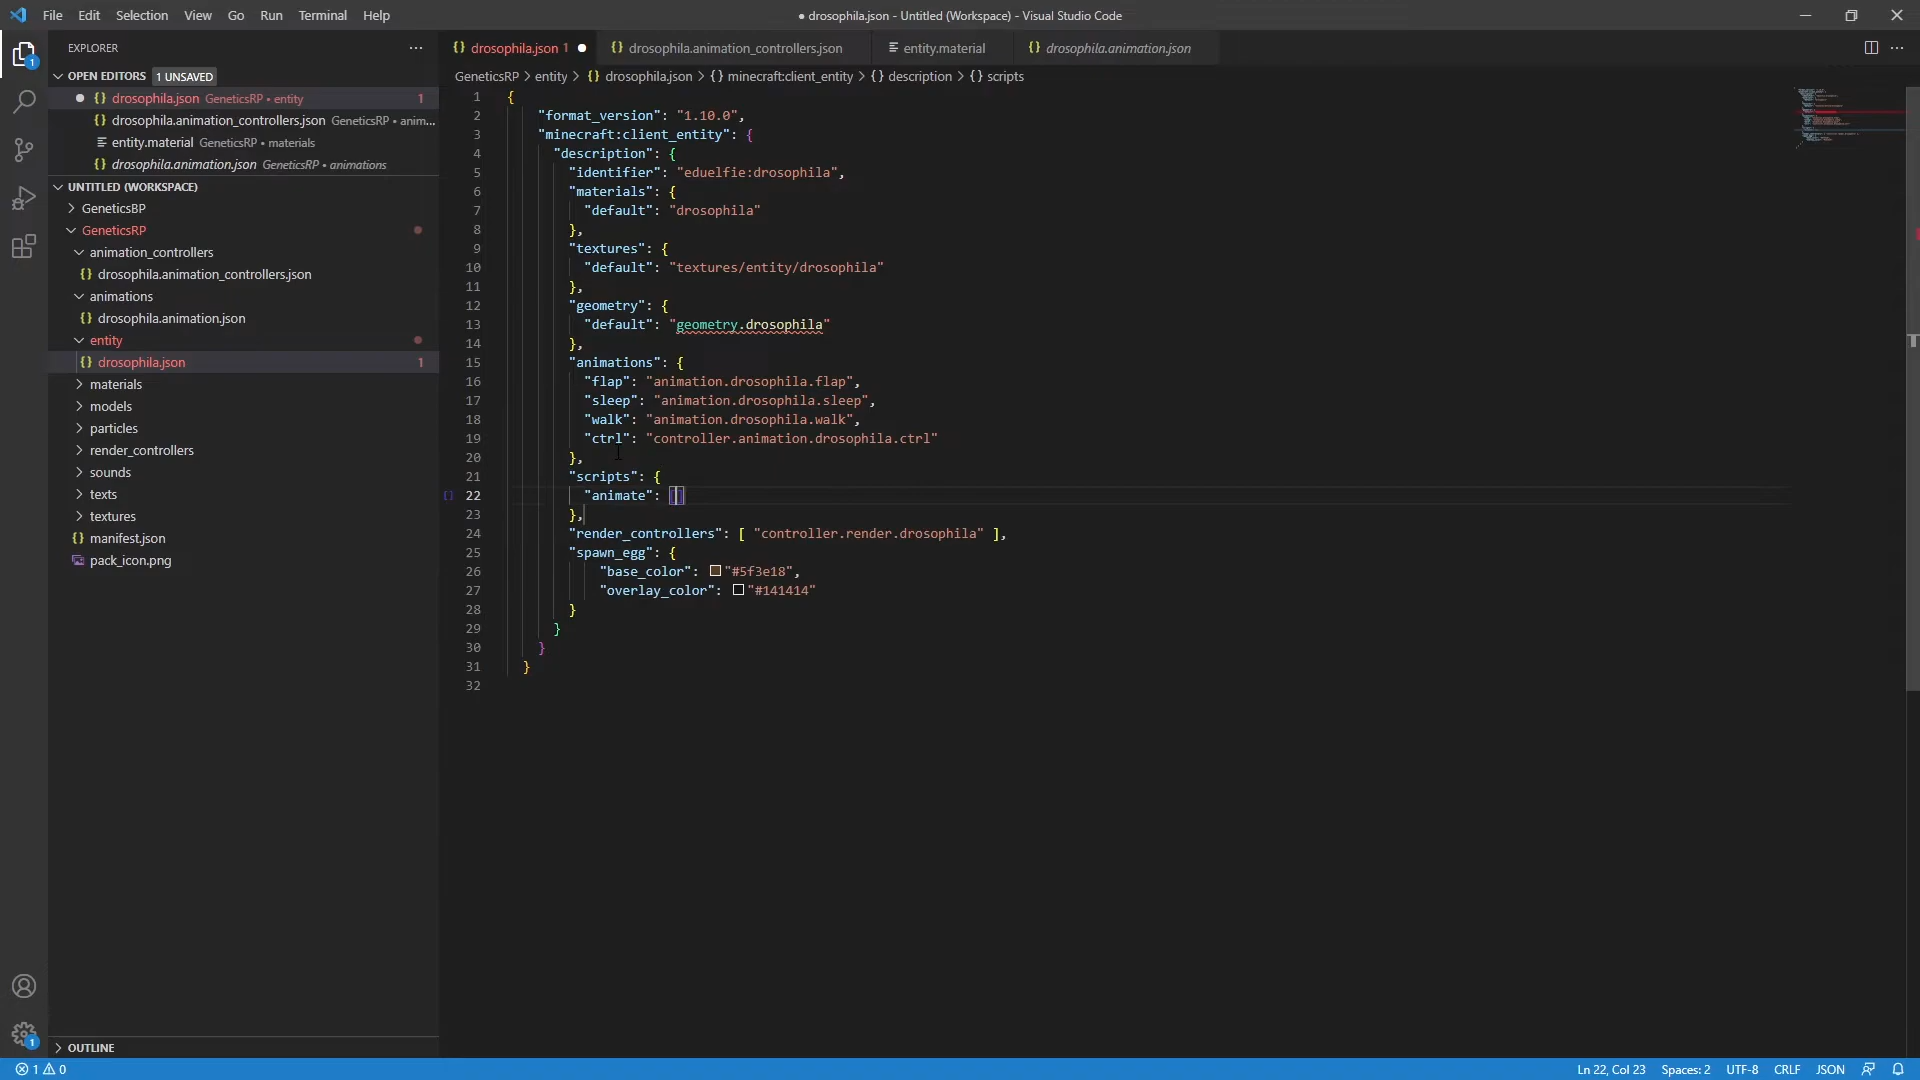 File Edit Selection View Go Run Terminal Help
● drosophila.json - Untitled (Workspace) - Visual Studio Code
EXPLORER
OPEN EDITORS 1 UNSAVED
drosophila.json GeneticsRP • entity 1
drosophila.animation_controllers.json GeneticsRP • anim...
entity.material GeneticsRP • materials
drosophila.animation.json GeneticsRP • animations
UNTITLED (WORKSPACE)
GeneticsBP
GeneticsRP
animation_controllers
drosophila.animation_controllers.json
animations
drosophila.animation.json
entity
drosophila.json 1
materials
models
particles
render_controllers
sounds
texts
textures
manifest.json
pack_icon.png
OUTLINE
drosophila.json 1 drosophila.animation_controllers.json entity.material drosophila.animation.json
GeneticsRP > entity > {} drosophila.json > {} minecraft:client_entity > {} description > {} scripts
1 {
2 "format_version": "1.10.0",
3 "minecraft:client_entity": {
4 "description": {
5 "identifier": "eduelfie:drosophila",
6 "materials": {
7 "default": "drosophila"
8 },
9 "textures": {
10 "default": "textures/entity/drosophila"
11 },
12 "geometry": {
13 "default": "geometry.drosophila"
14 },
15 "animations": {
16 "flap": "animation.drosophila.flap",
17 "sleep": "animation.drosophila.sleep",
18 "walk": "animation.drosophila.walk",
19 "ctrl": "controller.animation.drosophila.ctrl"
20 },
21 "scripts": {
22 "animate": []
23 },
24 "render_controllers": [ "controller.render.drosophila" ],
25 "spawn_egg": {
26 "base_color": "#5f3e18",
27 "overlay_color": "#141414"
28 }
29 }
30 }
31 }
32
1 0 Ln 22, Col 23 Spaces: 2 UTF-8 CRLF JSON